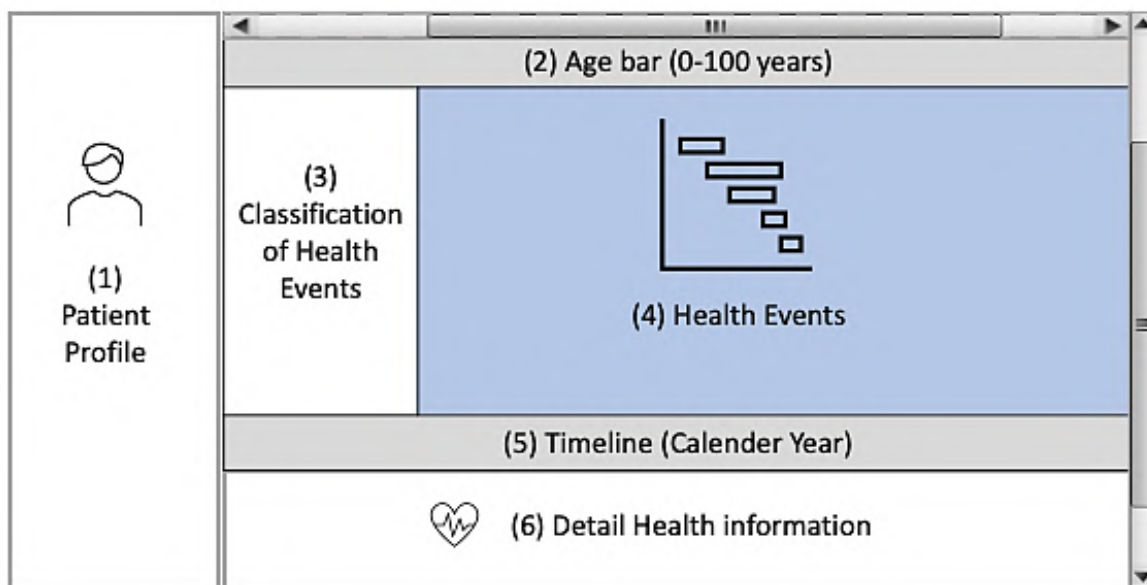 (2) Age bar (0-100 years)
(1)
Patient
Profile
(3)
Classification
of Health
Events
(4) Health Events
(5) Timeline (Calender Year)
(6) Detail Health information